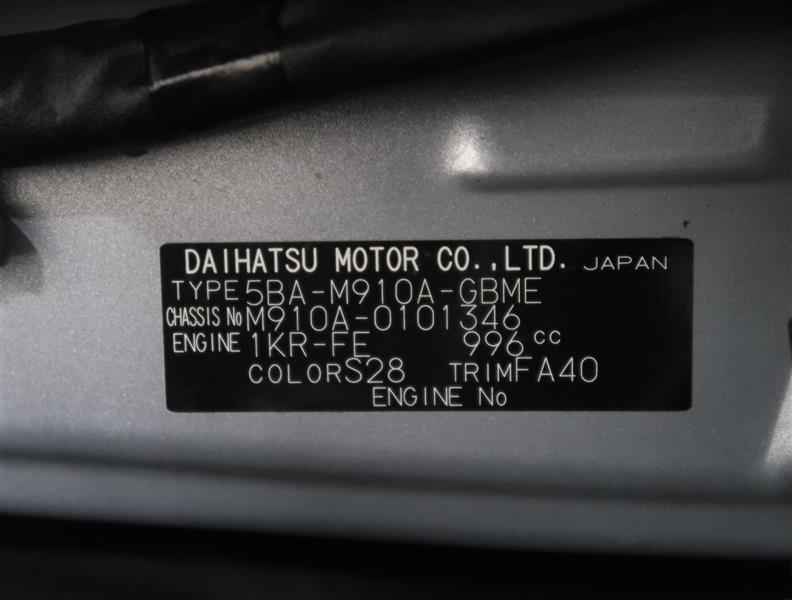 DAIHATSU MOTOR CO.,LTD. JAPAN
TYPE 5BA-M910A-GBME
CHASSIS No M910A-0101346
ENGINE 1KR-FE 996 cc
COLOR S28 TRIM FA40
ENGINE No